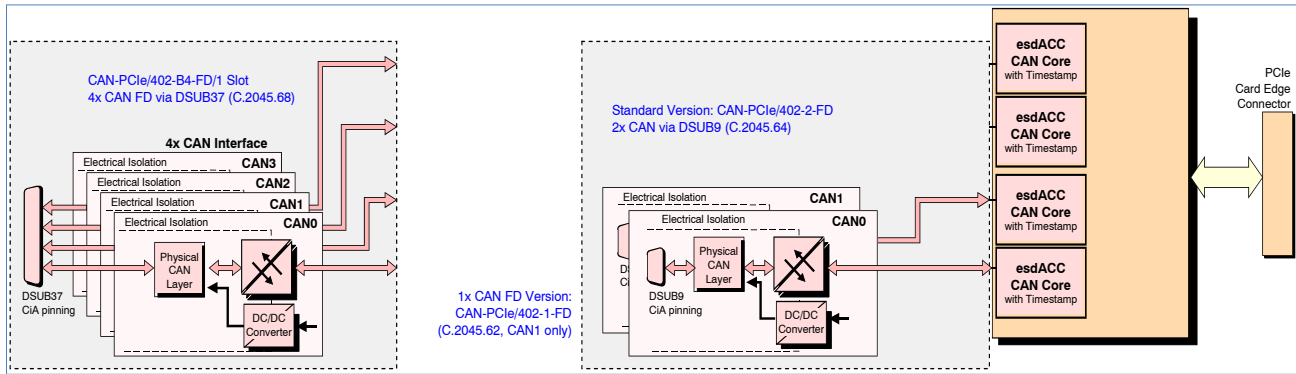 CAN-PCIe/402-B4-FD/1 Slot
4x CAN FD via DSUB37 (C.2045.68)
4x CAN Interface
Electrical Isolation
CAN3
Electrical Isolation
CAN2
Electrical Isolation
CAN1
Electrical Isolation
CAN0
Physical
CAN
Layer
DSUB37
CiA pinning
DC/DC
Converter
Standard Version: CAN-PCIe/402-2-FD
2x CAN via DSUB9 (C.2045.64)
Electrical Isolation
CAN1
Electrical Isolation
CAN0
Physical
CAN
Layer
DSUB9
CiA pinning
DC/DC
Converter
1x CAN FD Version:
CAN-PCIe/402-1-FD
(C.2045.62, CAN1 only)
esdACC
CAN Core
with Timestamp
esdACC
CAN Core
with Timestamp
esdACC
CAN Core
with Timestamp
esdACC
CAN Core
with Timestamp
PCIe
Card Edge
Connector